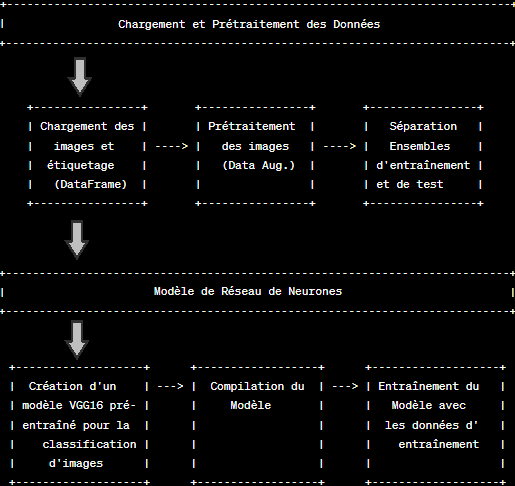 Chargement et Prétraitement des Données
Chargement des
images et
étiquetage
(DataFrame)
Prétraitement
des images
(Data Aug.)
Séparation
Ensembles
d'entraînement
et de test
Modèle de Réseau de Neurones
Création d'un
modèle VGG16 pré-
entraîné pour la
classification
d'images
Compilation du
Modèle
Entraînement du
Modèle avec
les données d'
entraînement